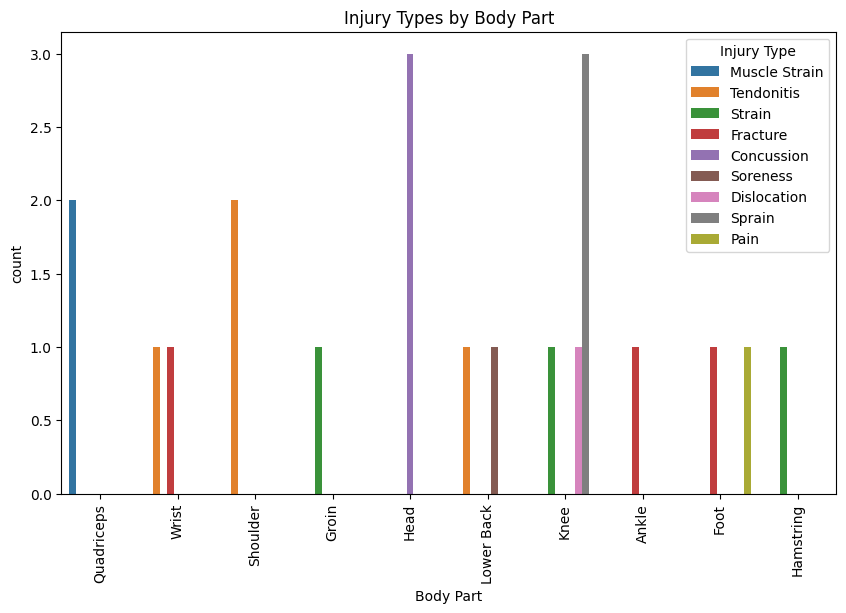 Injury Types by Body Part
Injury Type
Muscle Strain
Tendonitis
Strain
Fracture
Concussion
Soreness
Dislocation
Sprain
Pain
3.0
2.5
2.0
1.5
1.0
0.5
0.0
count
Quadriceps
Wrist
Shoulder
Groin
Head
Lower Back
Knee
Ankle
Foot
Hamstring
Body Part